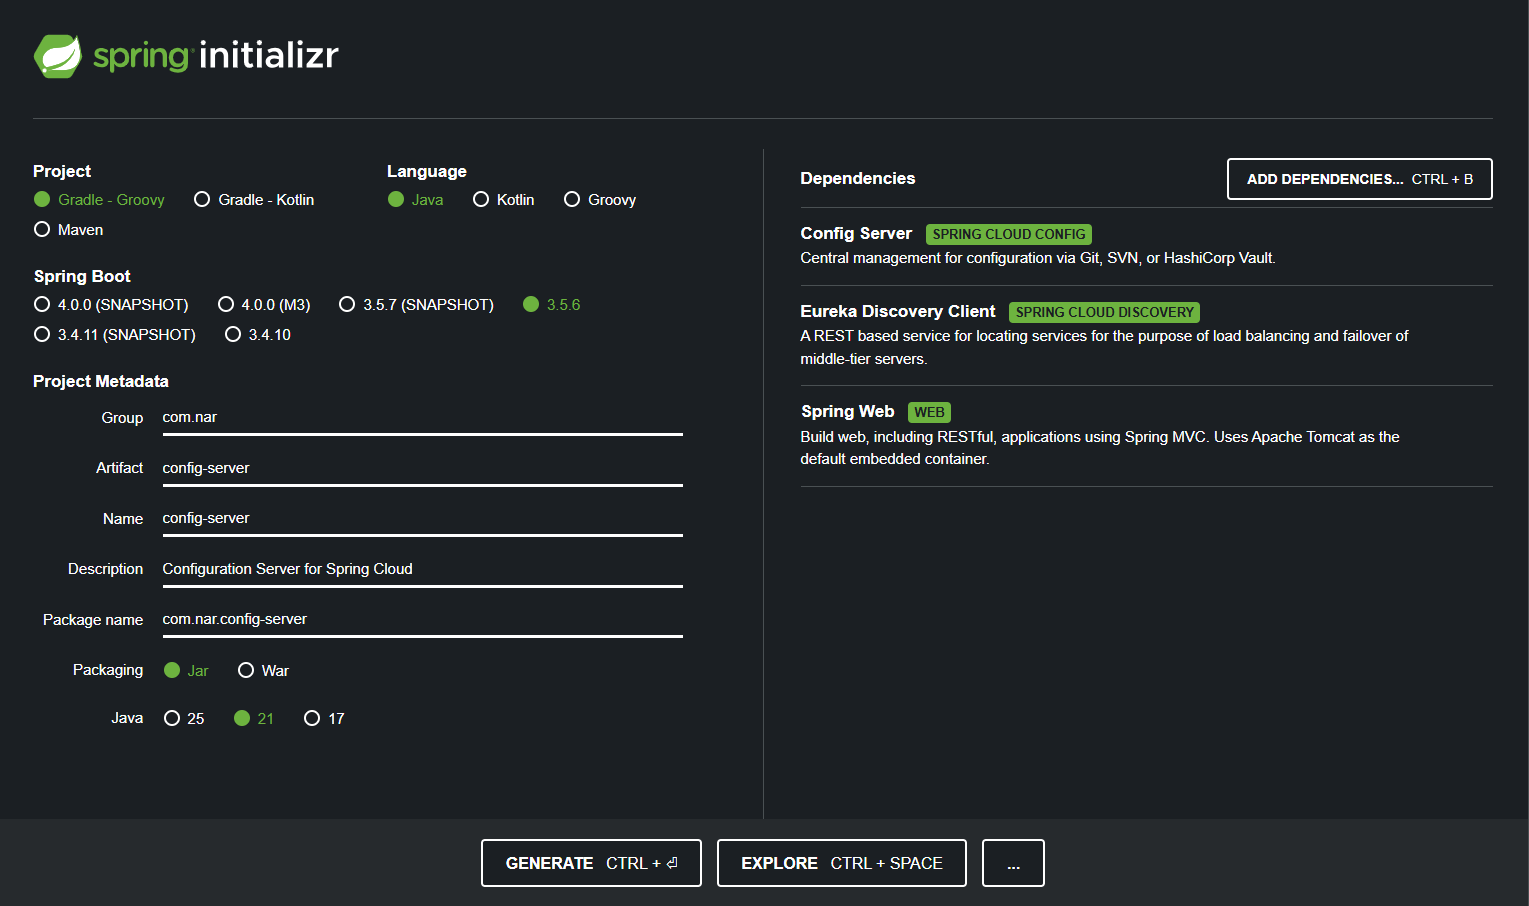 spring initializr
Project
Gradle - Groovy
Gradle - Kotlin
Maven
Language
Java
Kotlin
Groovy
Spring Boot
4.0.0 (SNAPSHOT)
4.0.0 (M3)
3.5.7 (SNAPSHOT)
3.5.6
3.4.11 (SNAPSHOT)
3.4.10
Project Metadata
Group com.nar
Artifact config-server
Name config-server
Description Configuration Server for Spring Cloud
Package name com.nar.config-server
Packaging Jar War
Java 25 21 17
Dependencies
ADD DEPENDENCIES... CTRL + B
Config Server SPRING CLOUD CONFIG
Central management for configuration via Git, SVN, or HashiCorp Vault.
Eureka Discovery Client SPRING CLOUD DISCOVERY
A REST based service for locating services for the purpose of load balancing and failover of
middle-tier servers.
Spring Web WEB
Build web, including RESTful, applications using Spring MVC. Uses Apache Tomcat as the
default embedded container.
GENERATE CTRL + ⏎
EXPLORE CTRL + SPACE
...